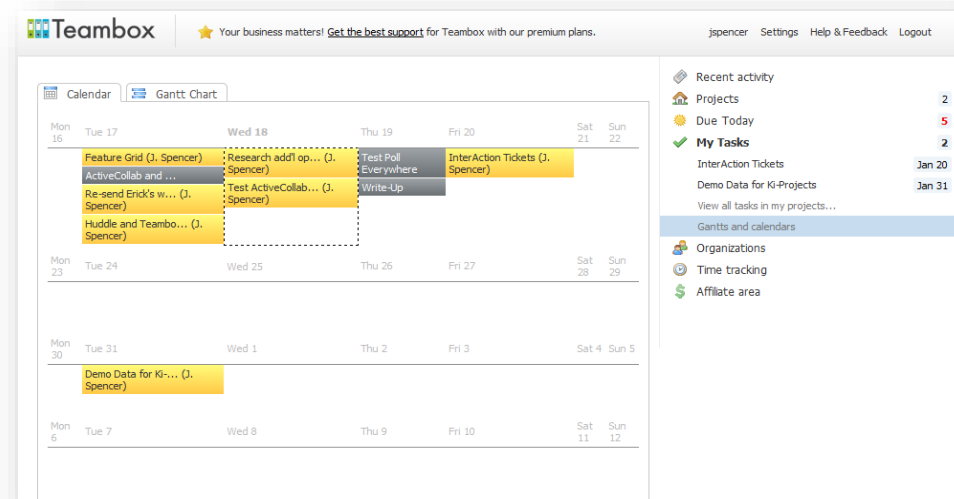 Teambox
Your business matters! Get the best support for Teambox with our premium plans.
jspencer Settings Help & Feedback Logout
Calendar Gantt Chart
Mon 16 Tue 17 Wed 18 Thu 19 Fri 20 Sat 21 Sun 22
Feature Grid (J. Spencer)
ActiveCollab and ...
Re-send Erick's w... (J.
Spencer)
Huddle and Teambo... (J.
Spencer)
Research add'l op... (J.
Spencer)
Test ActiveCollab... (J.
Spencer)
Test Poll
Everywhere
Write-Up
InterAction Tickets (J.
Spencer)
Mon 23 Tue 24 Wed 25 Thu 26 Fri 27 Sat 28 Sun 29
Mon 30 Tue 31 Wed 1 Thu 2 Fri 3 Sat 4 Sun 5
Demo Data for Ki-... (J.
Spencer)
Mon 6 Tue 7 Wed 8 Thu 9 Fri 10 Sat 11 Sun 12
Recent activity
Projects 2
Due Today 5
My Tasks 2
InterAction Tickets Jan 20
Demo Data for Ki-Projects Jan 31
View all tasks in my projects...
Gantts and calendars
Organizations
Time tracking
Affiliate area